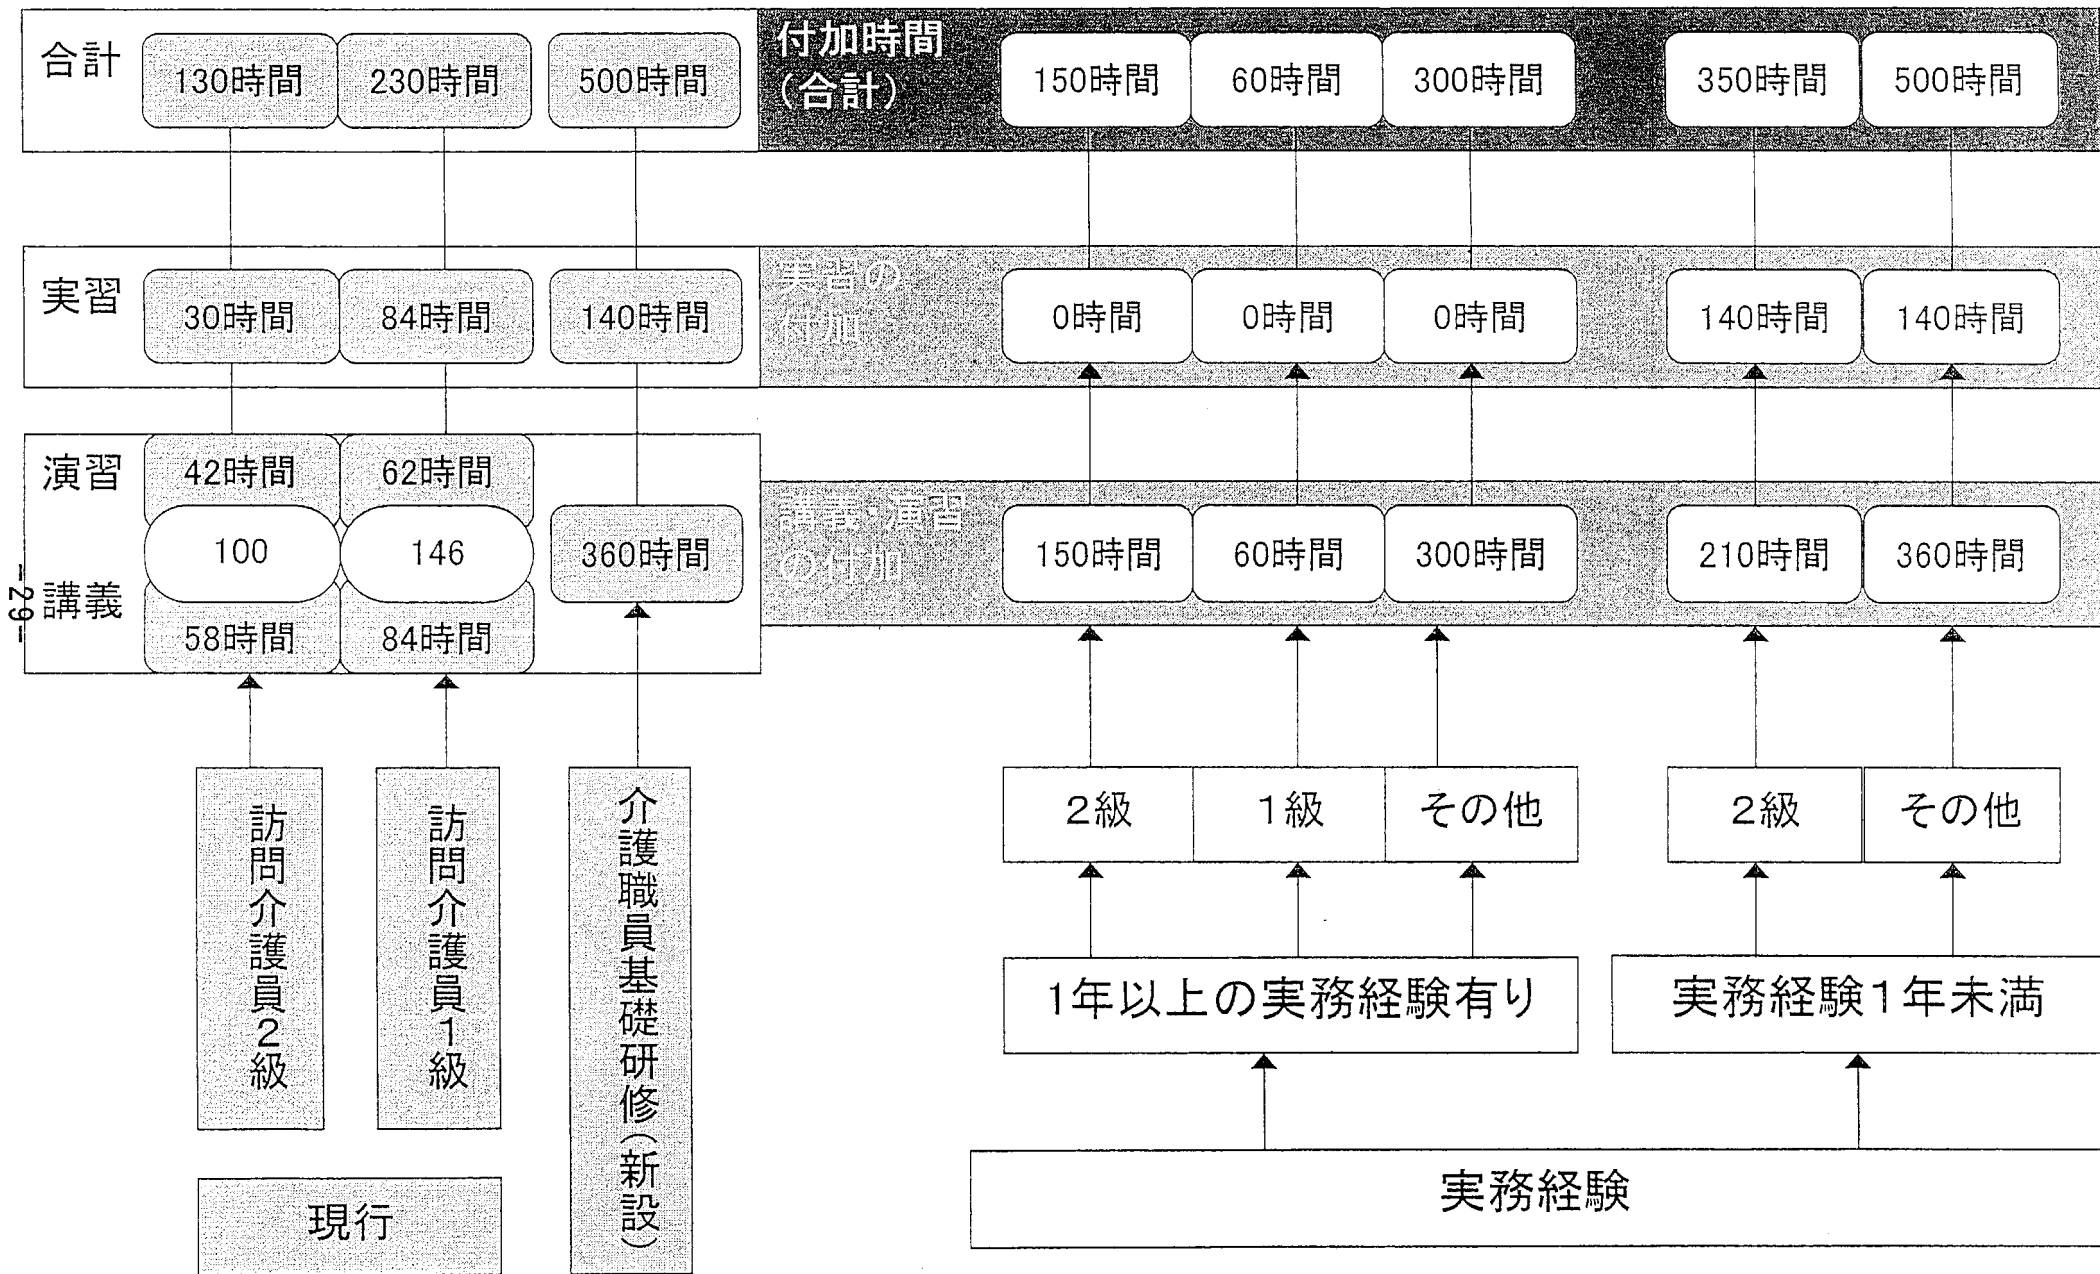 合計
130時間
230時間
500時間
付加時間
(合計)
150時間
60時間
300時間
350時間
500時間
実習
30時間
84時間
140時間
実習の
付加
0時間
0時間
0時間
140時間
140時間
演習
42時間
62時間
100
146
360時間
講義
58時間
84時間
講義・演習
の付加
150時間
60時間
300時間
210時間
360時間
-29-
訪問介護員2級
訪問介護員1級
介護職員基礎研修(新設)
現行
2級
1級
その他
2級
その他
1年以上の実務経験有り
実務経験1年未満
実務経験